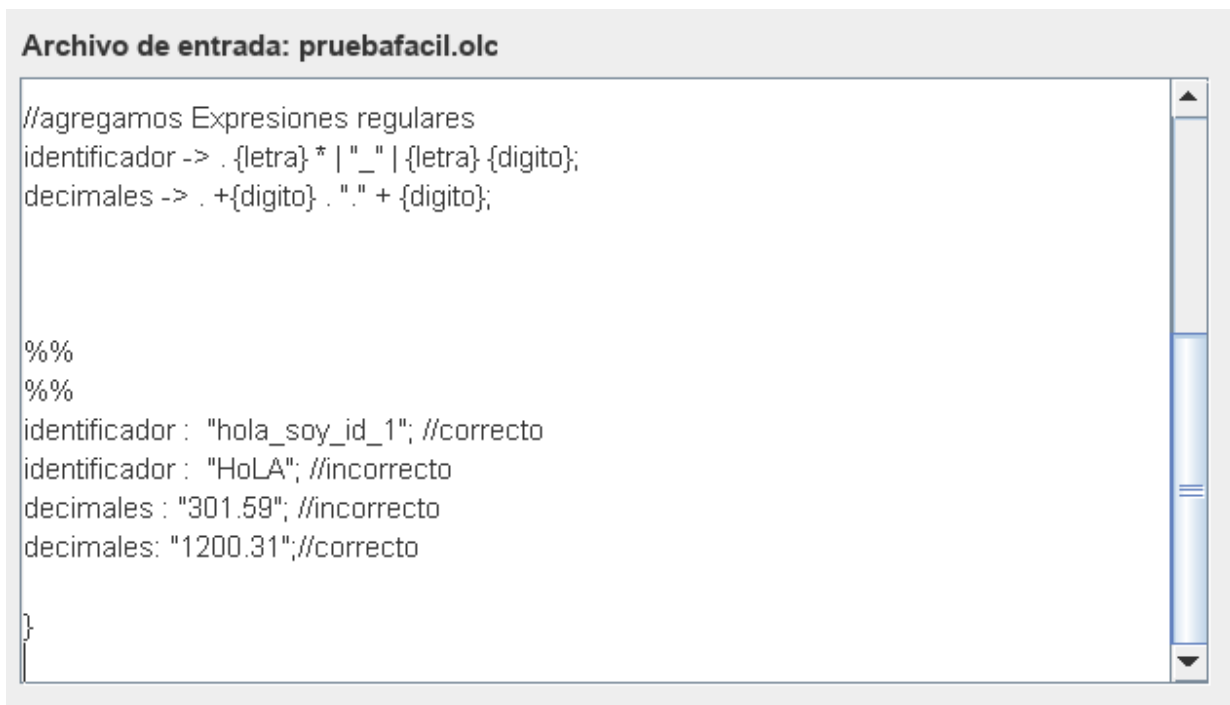 Archivo de entrada: pruebafacil.olc
//agregamos Expresiones regulares
identificador -> . {letra} * | "_" | {letra} {digito};
decimales -> . +{digito} . "." + {digito};
%%
%%
identificador :  "hola_soy_id_1"; //correcto
identificador :  "HoLA"; //incorrecto
decimales : "301.59"; //incorrecto
decimales: "1200.31";//correcto
}